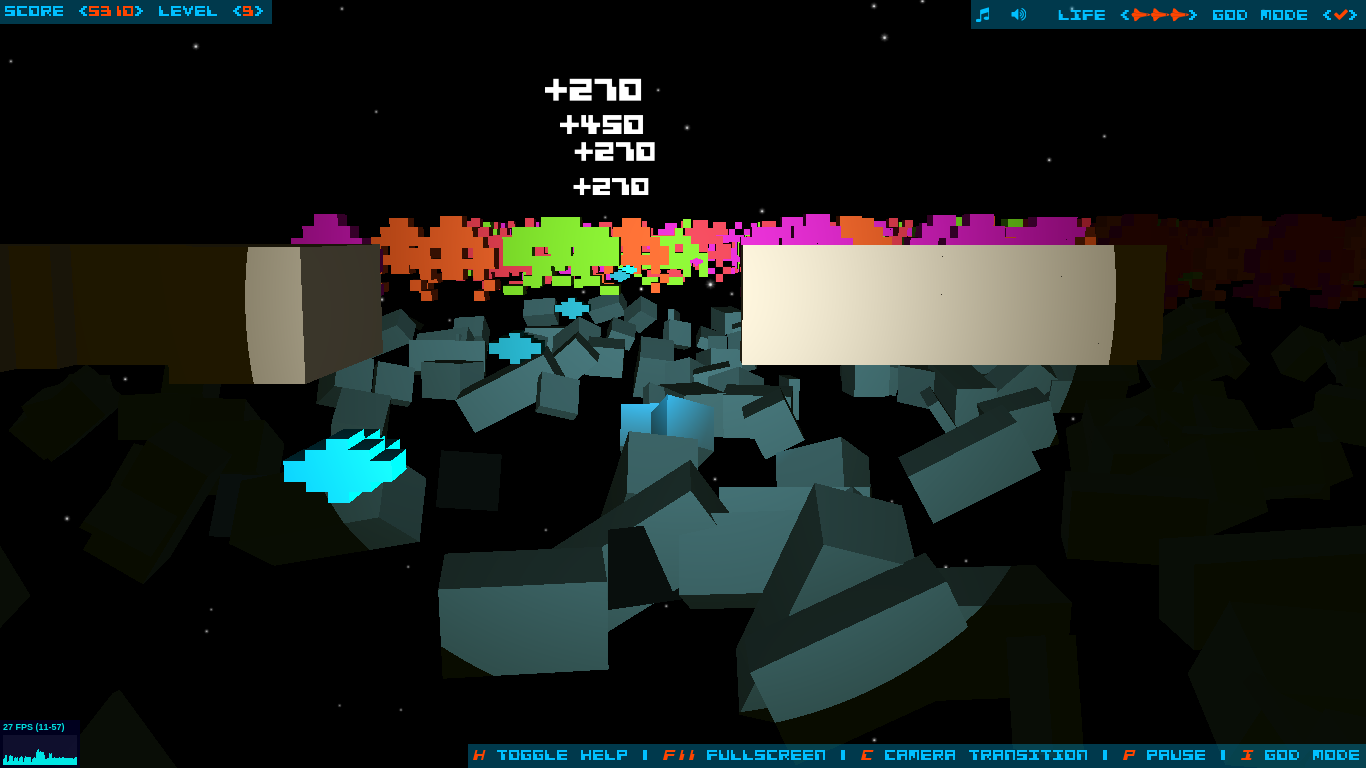 SCORE <5310> LEVEL <9>
LIFE < > GOD MODE < >
+270
+450
+270
+270
27 FPS (11-57)
H TOGGLE HELP | F11 FULLSCREEN | C CAMERA TRANSITION | P PAUSE | I GOD MODE